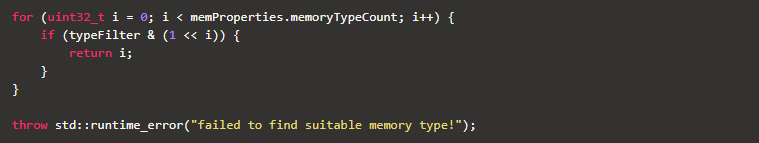 for (uint32_t i = 0; i < memProperties.memoryTypeCount; i++) {
    if (typeFilter & (1 << i)) {
        return i;
    }
}

throw std::runtime_error("failed to find suitable memory type!");